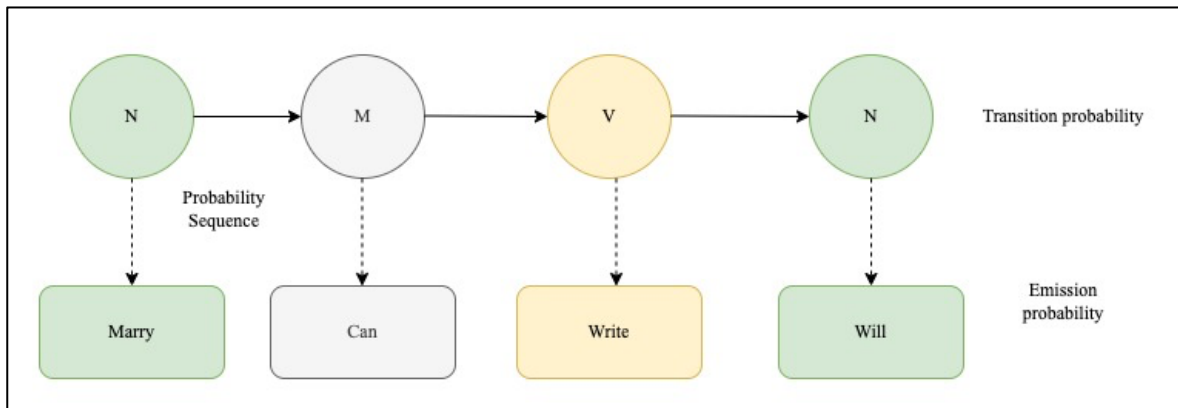 N
M
V
N
Transition probability
Probability
Sequence
Emission
probability
Marry
Can
Write
Will